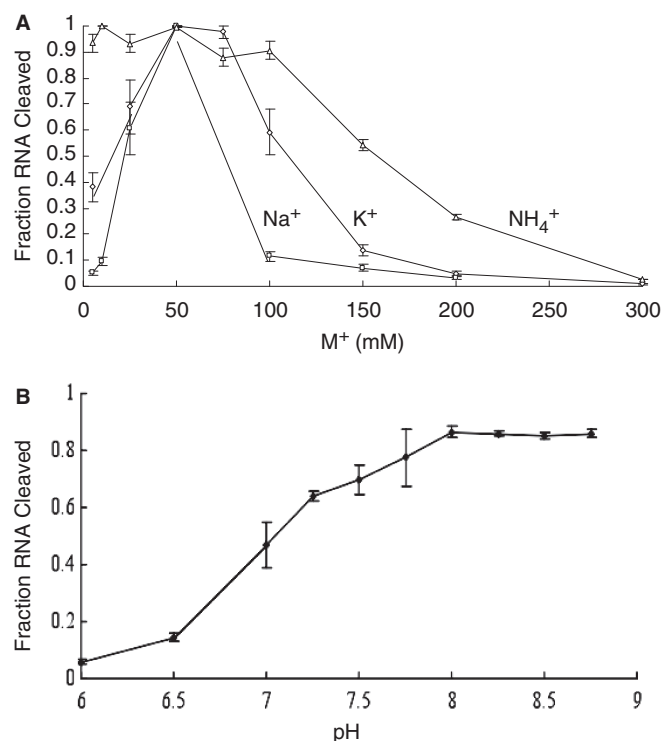 A
Fraction RNA Cleaved
1
0.9
0.8
0.7
0.6
0.5
0.4
0.3
0.2
0.1
0
Na+
K+
NH4+
0 50 100 150 200 250 300
M+ (mM)
B
Fraction RNA Cleaved
1
0.8
0.6
0.4
0.2
0
6 6.5 7 7.5 8 8.5 9
pH